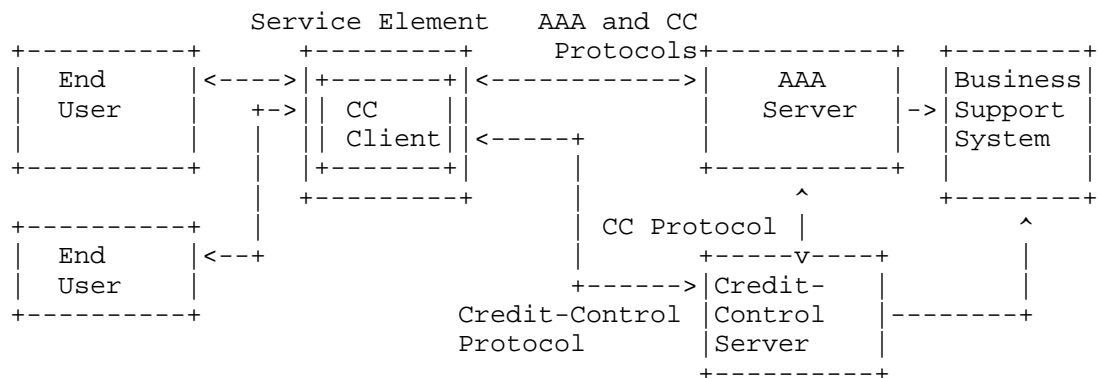 Service Element AAA and CC
Protocols
End AAA Business
User CC Server Support
Client System
CC Protocol
End
User Credit-
Credit-Control Control
Protocol Server